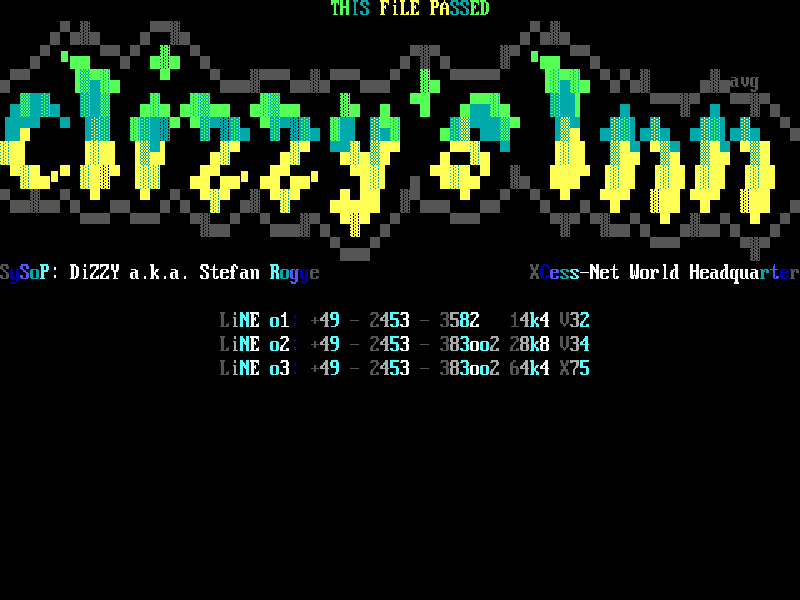 THIS FiLE PASSED
dizzy's Inn
avg
SySoP: DiZZY a.k.a. Stefan Rogge
XCess-Net World Headquarter
LiNE o1: +49 - 2453 - 3582 14k4 V32
LiNE o2: +49 - 2453 - 383oo2 28k8 V34
LiNE o3: +49 - 2453 - 383oo2 64k4 X75